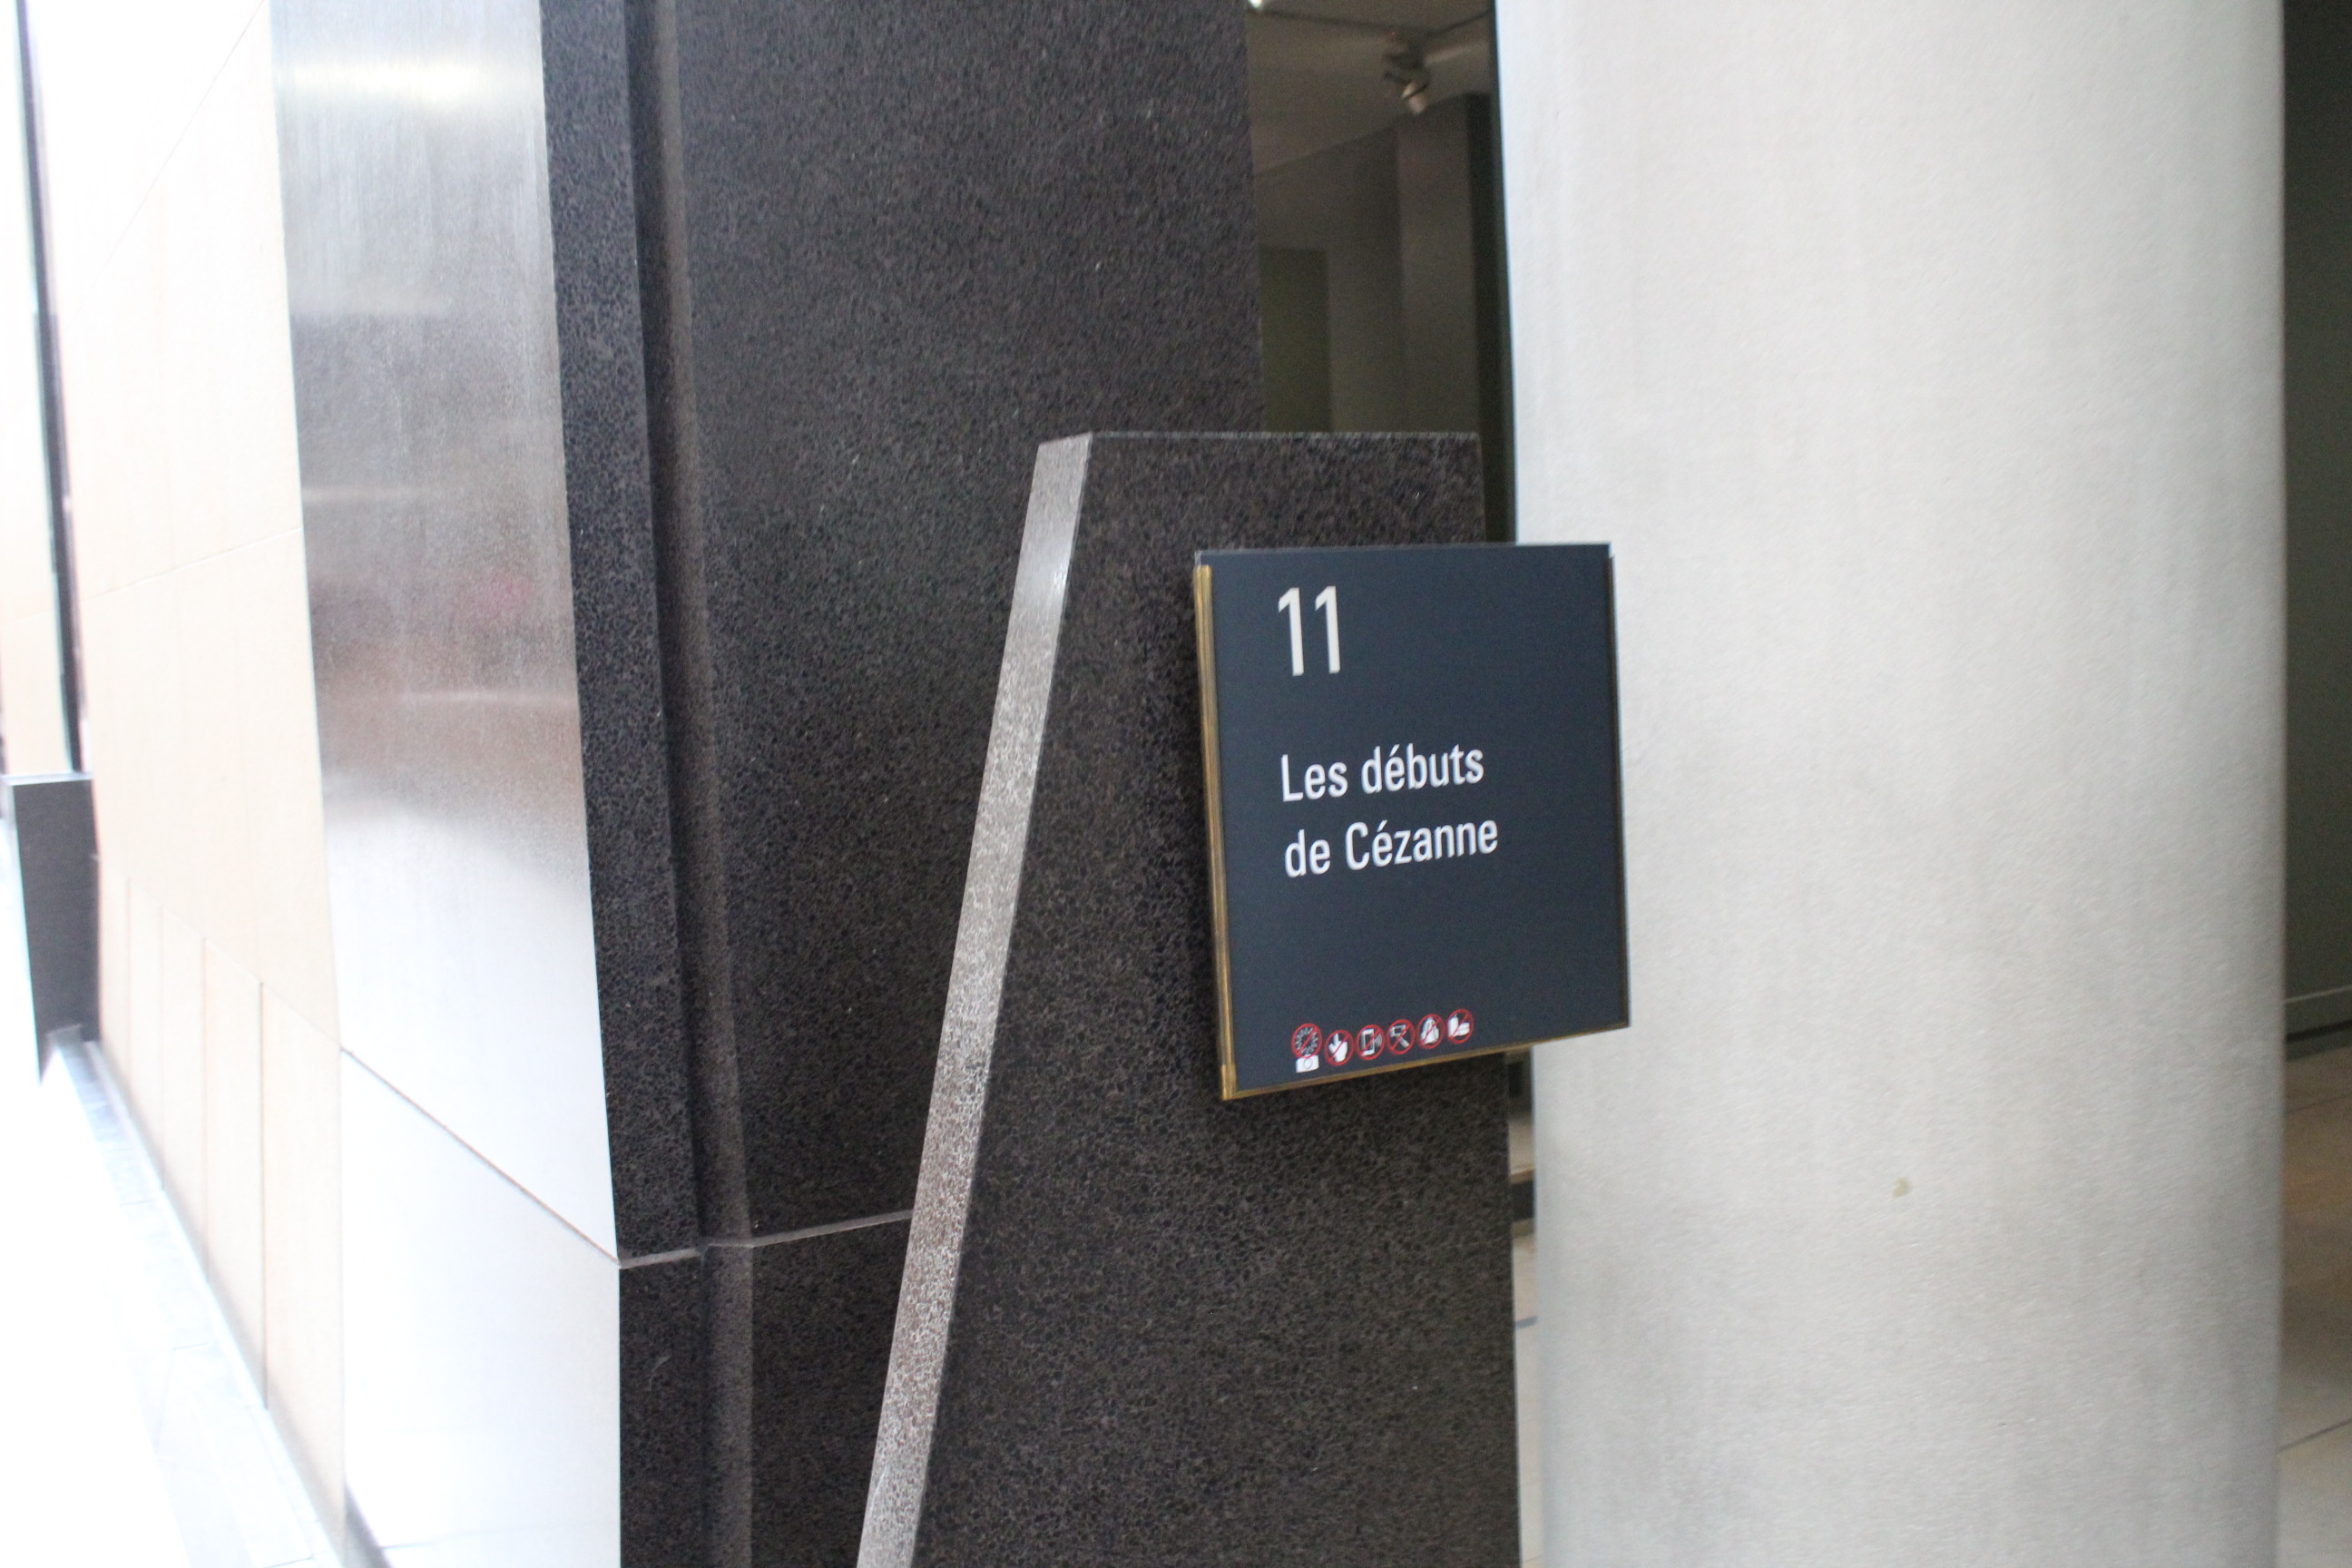 11
Les débuts
de Cézanne